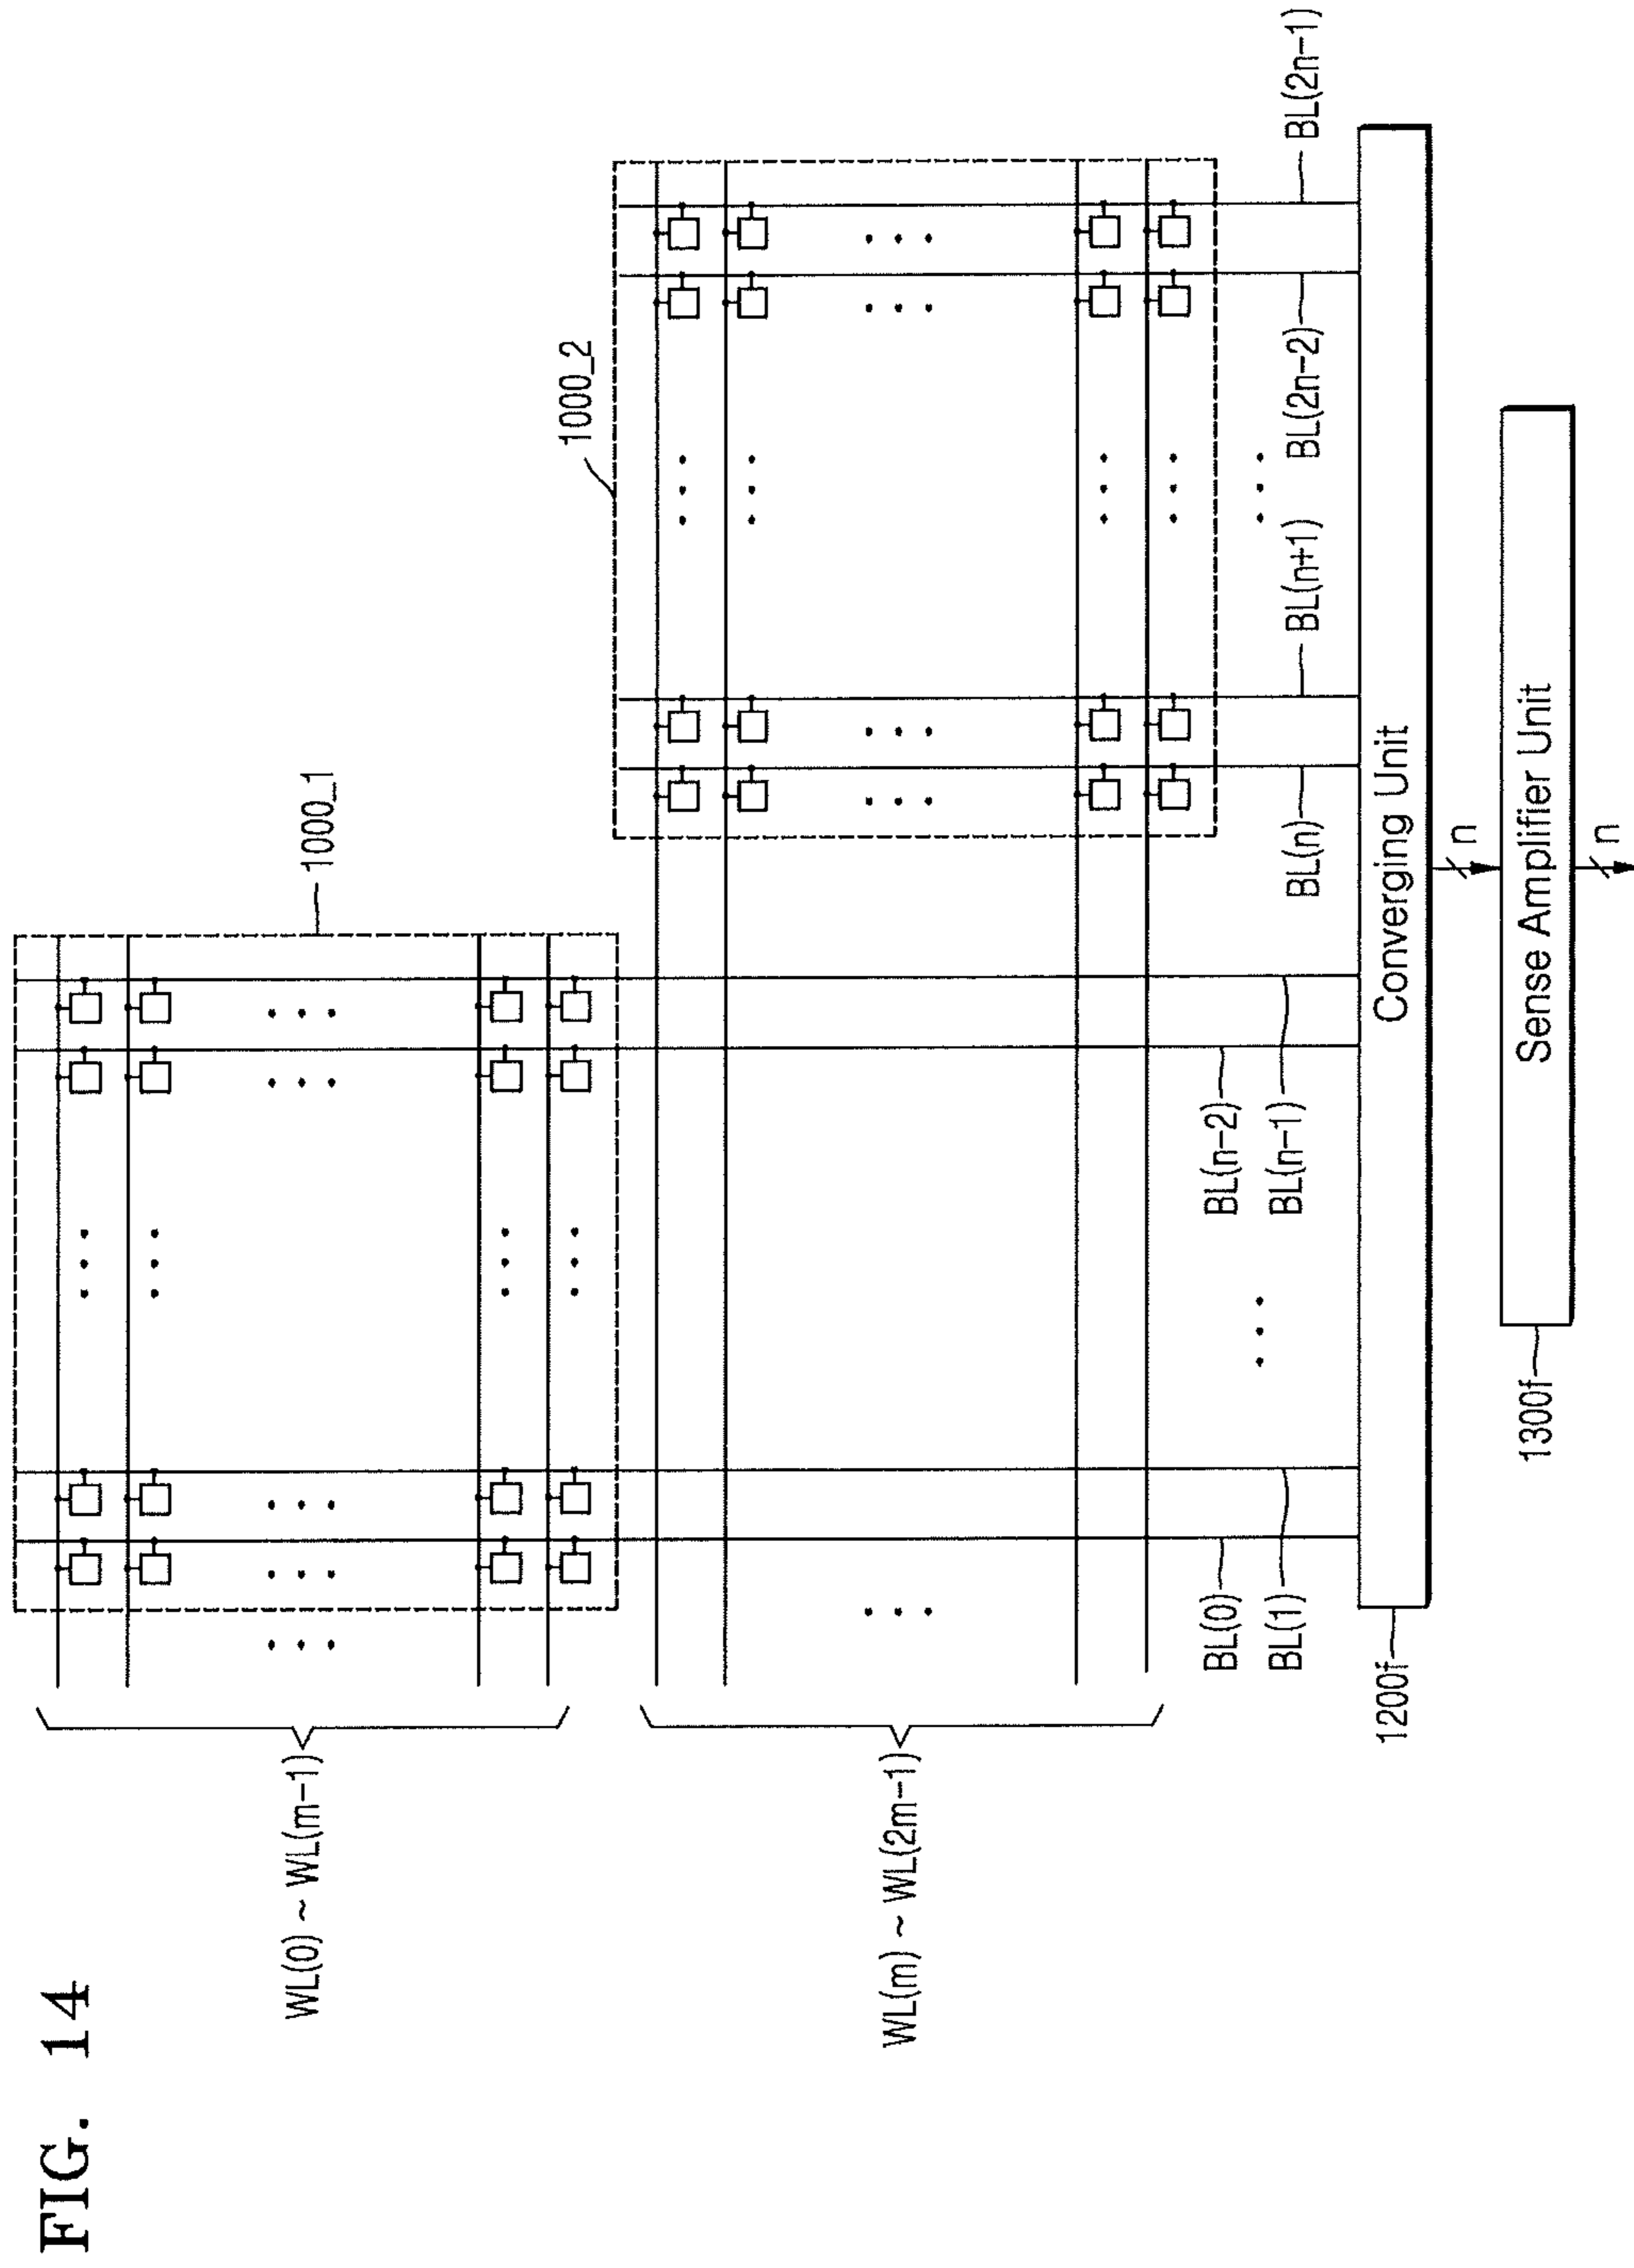 FIG. 14
WL(0) ~ WL(m-1)
WL(m) ~ WL(2m-1)
1000_1
1000_2
BL(0)
BL(1)
BL(n-2)
BL(n-1)
BL(n)
BL(n+1)
BL(2n-2)
BL(2n-1)
1200f
Converging Unit
n
1300f
Sense Amplifier Unit
n